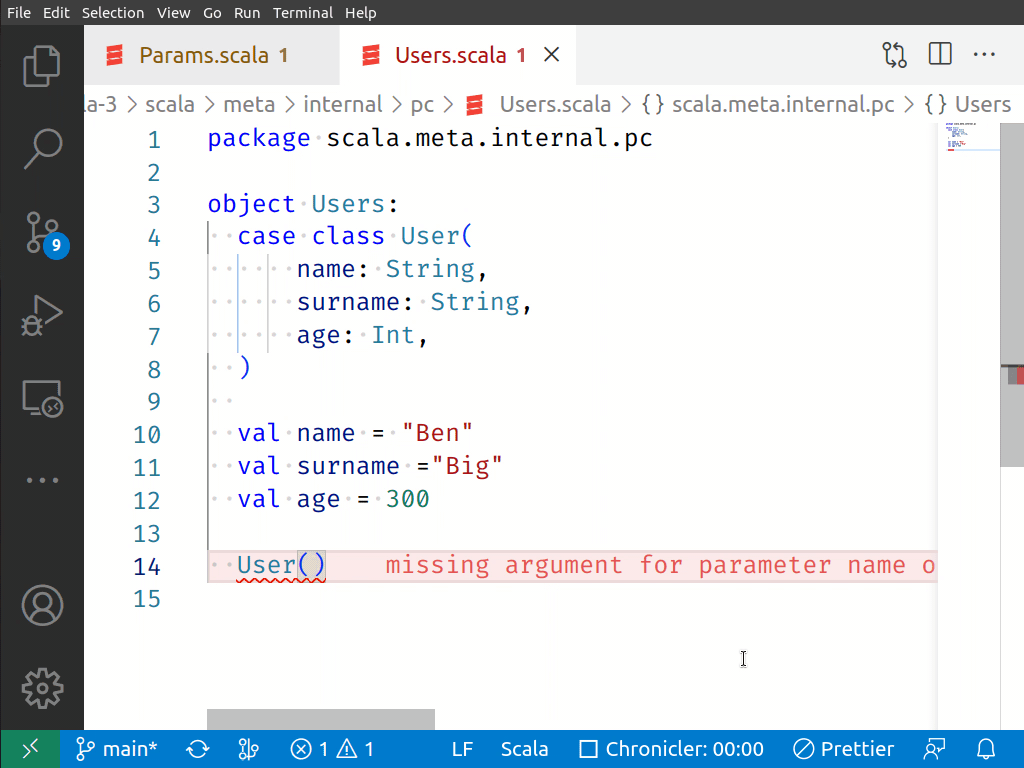 File Edit Selection View Go Run Terminal Help
Params.scala 1 Users.scala 1
la-3 > scala > meta > internal > pc > Users.scala > {} scala.meta.internal.pc > {} Users
1 package scala.meta.internal.pc
2
3 object Users:
4 case class User(
5 name: String,
6 surname: String,
7 age: Int,
8 )
9
10 val name = "Ben"
11 val surname ="Big"
12 val age = 300
13
14 User() missing argument for parameter name o
15
9
main* 1 1 LF Scala Chronicler: 00:00 Prettier